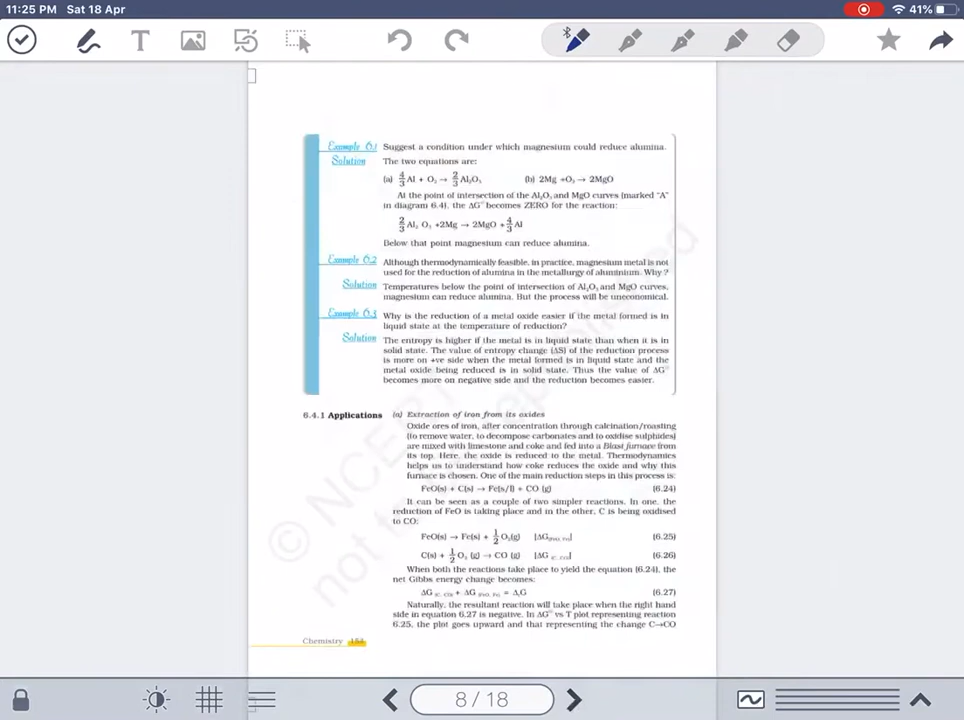 11:25 PM Sat 18 Apr
41%
T
Example 6.1 Suggest a condition under which magnesium could reduce alumina.
Solution The two equations are:
(a) 4/3 Al + O₂ → 2/3 Al₂O₃ (b) 2Mg +O₂ → 2MgO
At the point of intersection of the Al₂O₃ and MgO curves (marked "A"
in diagram 6.4), the ΔG⊖ becomes ZERO for the reaction:
2/3 Al₂ O₃ +2Mg → 2MgO + 4/3 Al
Below that point magnesium can reduce alumina.
Example 6.2 Although thermodynamically feasible, in practice, magnesium metal is not
used for the reduction of alumina in the metallurgy of aluminium. Why ?
Solution Temperatures below the point of intersection of Al₂O₃ and MgO curves,
magnesium can reduce alumina. But the process will be uneconomical.
Example 6.3 Why is the reduction of a metal oxide easier if the metal formed is in
liquid state at the temperature of reduction?
Solution The entropy is higher if the metal is in liquid state than when it is in
solid state. The value of entropy change (ΔS) of the reduction process
is more on +ve side when the metal formed is in liquid state and the
metal oxide being reduced is in solid state. Thus the value of ΔG⊖
becomes more on negative side and the reduction becomes easier.
6.4.1 Applications (a) Extraction of iron from its oxides
Oxide ores of iron, after concentration through calcination/roasting
(to remove water, to decompose carbonates and to oxidise sulphides)
are mixed with limestone and coke and fed into a Blast furnace from
its top. Here, the oxide is reduced to the metal. Thermodynamics
helps us to understand how coke reduces the oxide and why this
furnace is chosen. One of the main reduction steps in this process is:
FeO(s) + C(s) → Fe(s/l) + CO (g) (6.24)
It can be seen as a couple of two simpler reactions. In one, the
reduction of FeO is taking place and in the other, C is being oxidised
to CO:
FeO(s) → Fe(s) + 1/2 O₂(g) [ΔG(FeO, Fe)] (6.25)
C(s) + 1/2 O₂ (g) → CO (g) [ΔG (C, CO)] (6.26)
When both the reactions take place to yield the equation (6.24), the
net Gibbs energy change becomes:
ΔG (C, CO) + ΔG (FeO, Fe) = ΔrG (6.27)
Naturally, the resultant reaction will take place when the right hand
side in equation 6.27 is negative. In ΔG⊖ vs T plot representing reaction
6.25, the plot goes upward and that representing the change C→CO
Chemistry 154
© NCERT
not to be republished
8 / 18